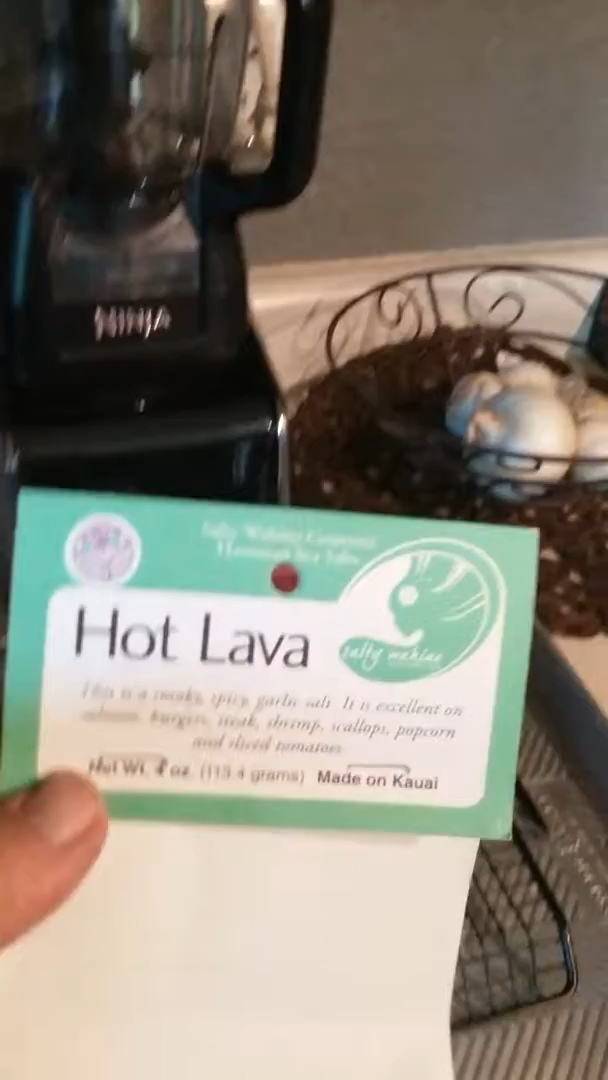 NINJA
Salty Wahine Gourmet
Hawaiian Sea Salts
Hot Lava
salty wahine
This is a smoky, spicy, garlic salt. It is excellent on
salmon, burgers, steak, shrimp, scallops, popcorn
and sliced tomatoes
Net Wt. 4 oz. (113.4 grams) Made on Kauai